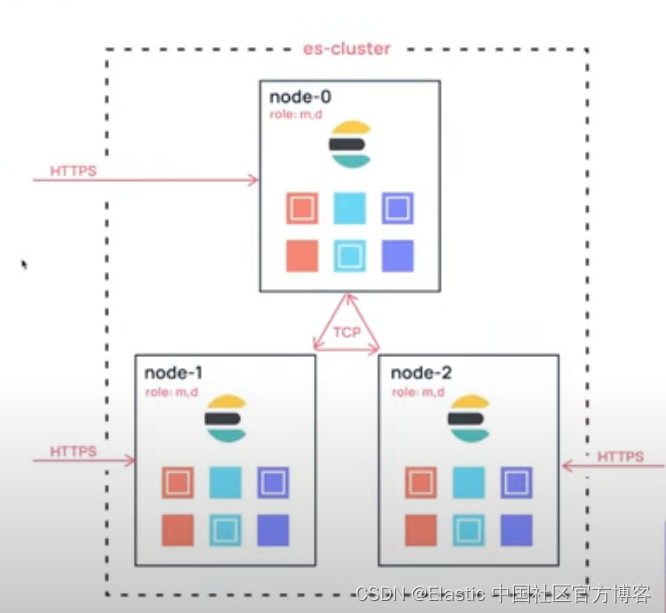 es-cluster
node-0
role: m,d
HTTPS
TCP
node-1
role: m,d
node-2
role: m,d
HTTPS
HTTPS
CSDN @Elastic 中国社区官方博客